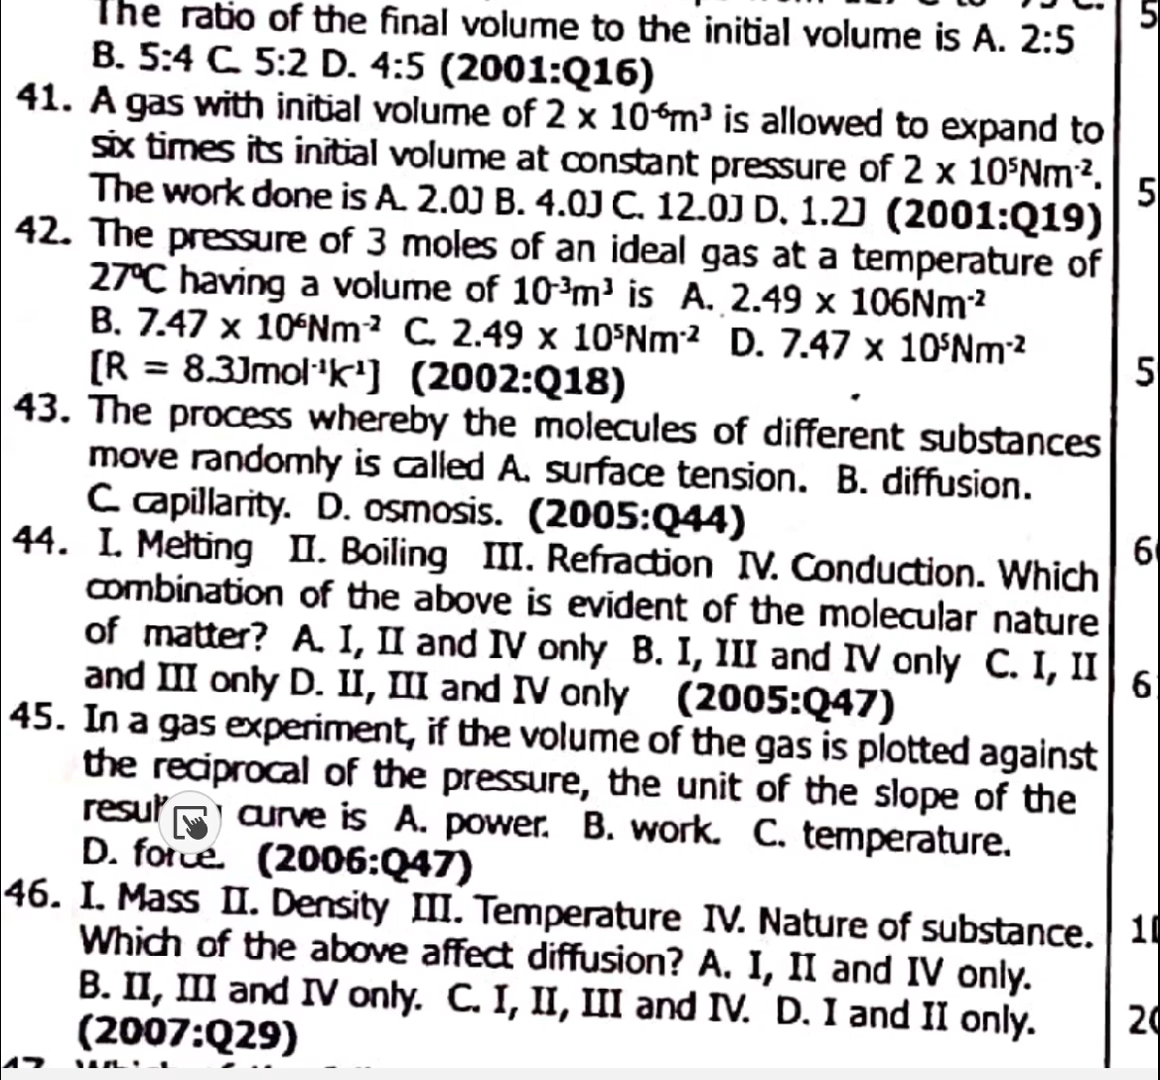 The ratio of the final volume to the initial volume is A. 2:5
B. 5:4 C. 5:2 D. 4:5 (2001:Q16)
41. A gas with initial volume of 2 x 10⁻⁶m³ is allowed to expand to
six times its initial volume at constant pressure of 2 x 10⁵Nm⁻².
The work done is A. 2.0J B. 4.0J C. 12.0J D. 1.2J (2001:Q19)
42. The pressure of 3 moles of an ideal gas at a temperature of
27⁰C having a volume of 10⁻³m³ is A. 2.49 x 106Nm⁻²
B. 7.47 x 10⁶Nm⁻² C. 2.49 x 10⁵Nm⁻² D. 7.47 x 10⁵Nm⁻²
[R = 8.3Jmol⁻¹k⁻¹] (2002:Q18)
43. The process whereby the molecules of different substances
move randomly is called A. surface tension. B. diffusion.
C. capillarity. D. osmosis. (2005:Q44)
44. I. Melting II. Boiling III. Refraction IV. Conduction. Which
combination of the above is evident of the molecular nature
of matter? A. I, II and IV only B. I, III and IV only C. I, II
and III only D. II, III and IV only (2005:Q47)
45. In a gas experiment, if the volume of the gas is plotted against
the reciprocal of the pressure, the unit of the slope of the
curve is A. power. B. work. C. temperature.
D. force. (2006:Q47)
46. I. Mass II. Density III. Temperature IV. Nature of substance.
Which of the above affect diffusion? A. I, II and IV only.
B. II, III and IV only. C. I, II, III and IV. D. I and II only.
(2007:Q29)